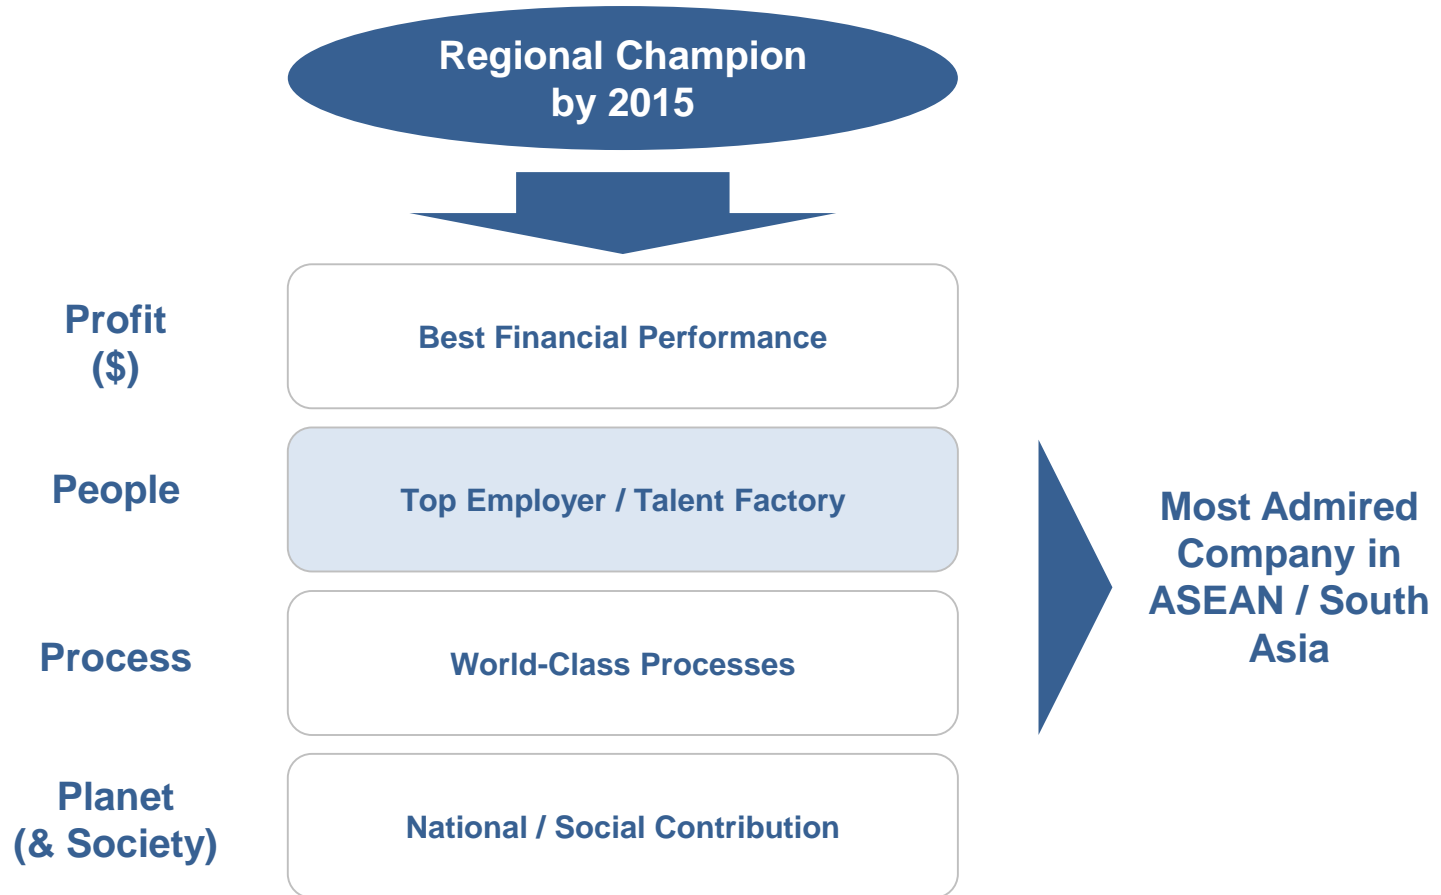 Regional Champion
by 2015
Profit
($)
Best Financial Performance
People
Top Employer / Talent Factory
Process
World-Class Processes
Planet
(& Society)
National / Social Contribution
Most Admired
Company in
ASEAN / South
Asia